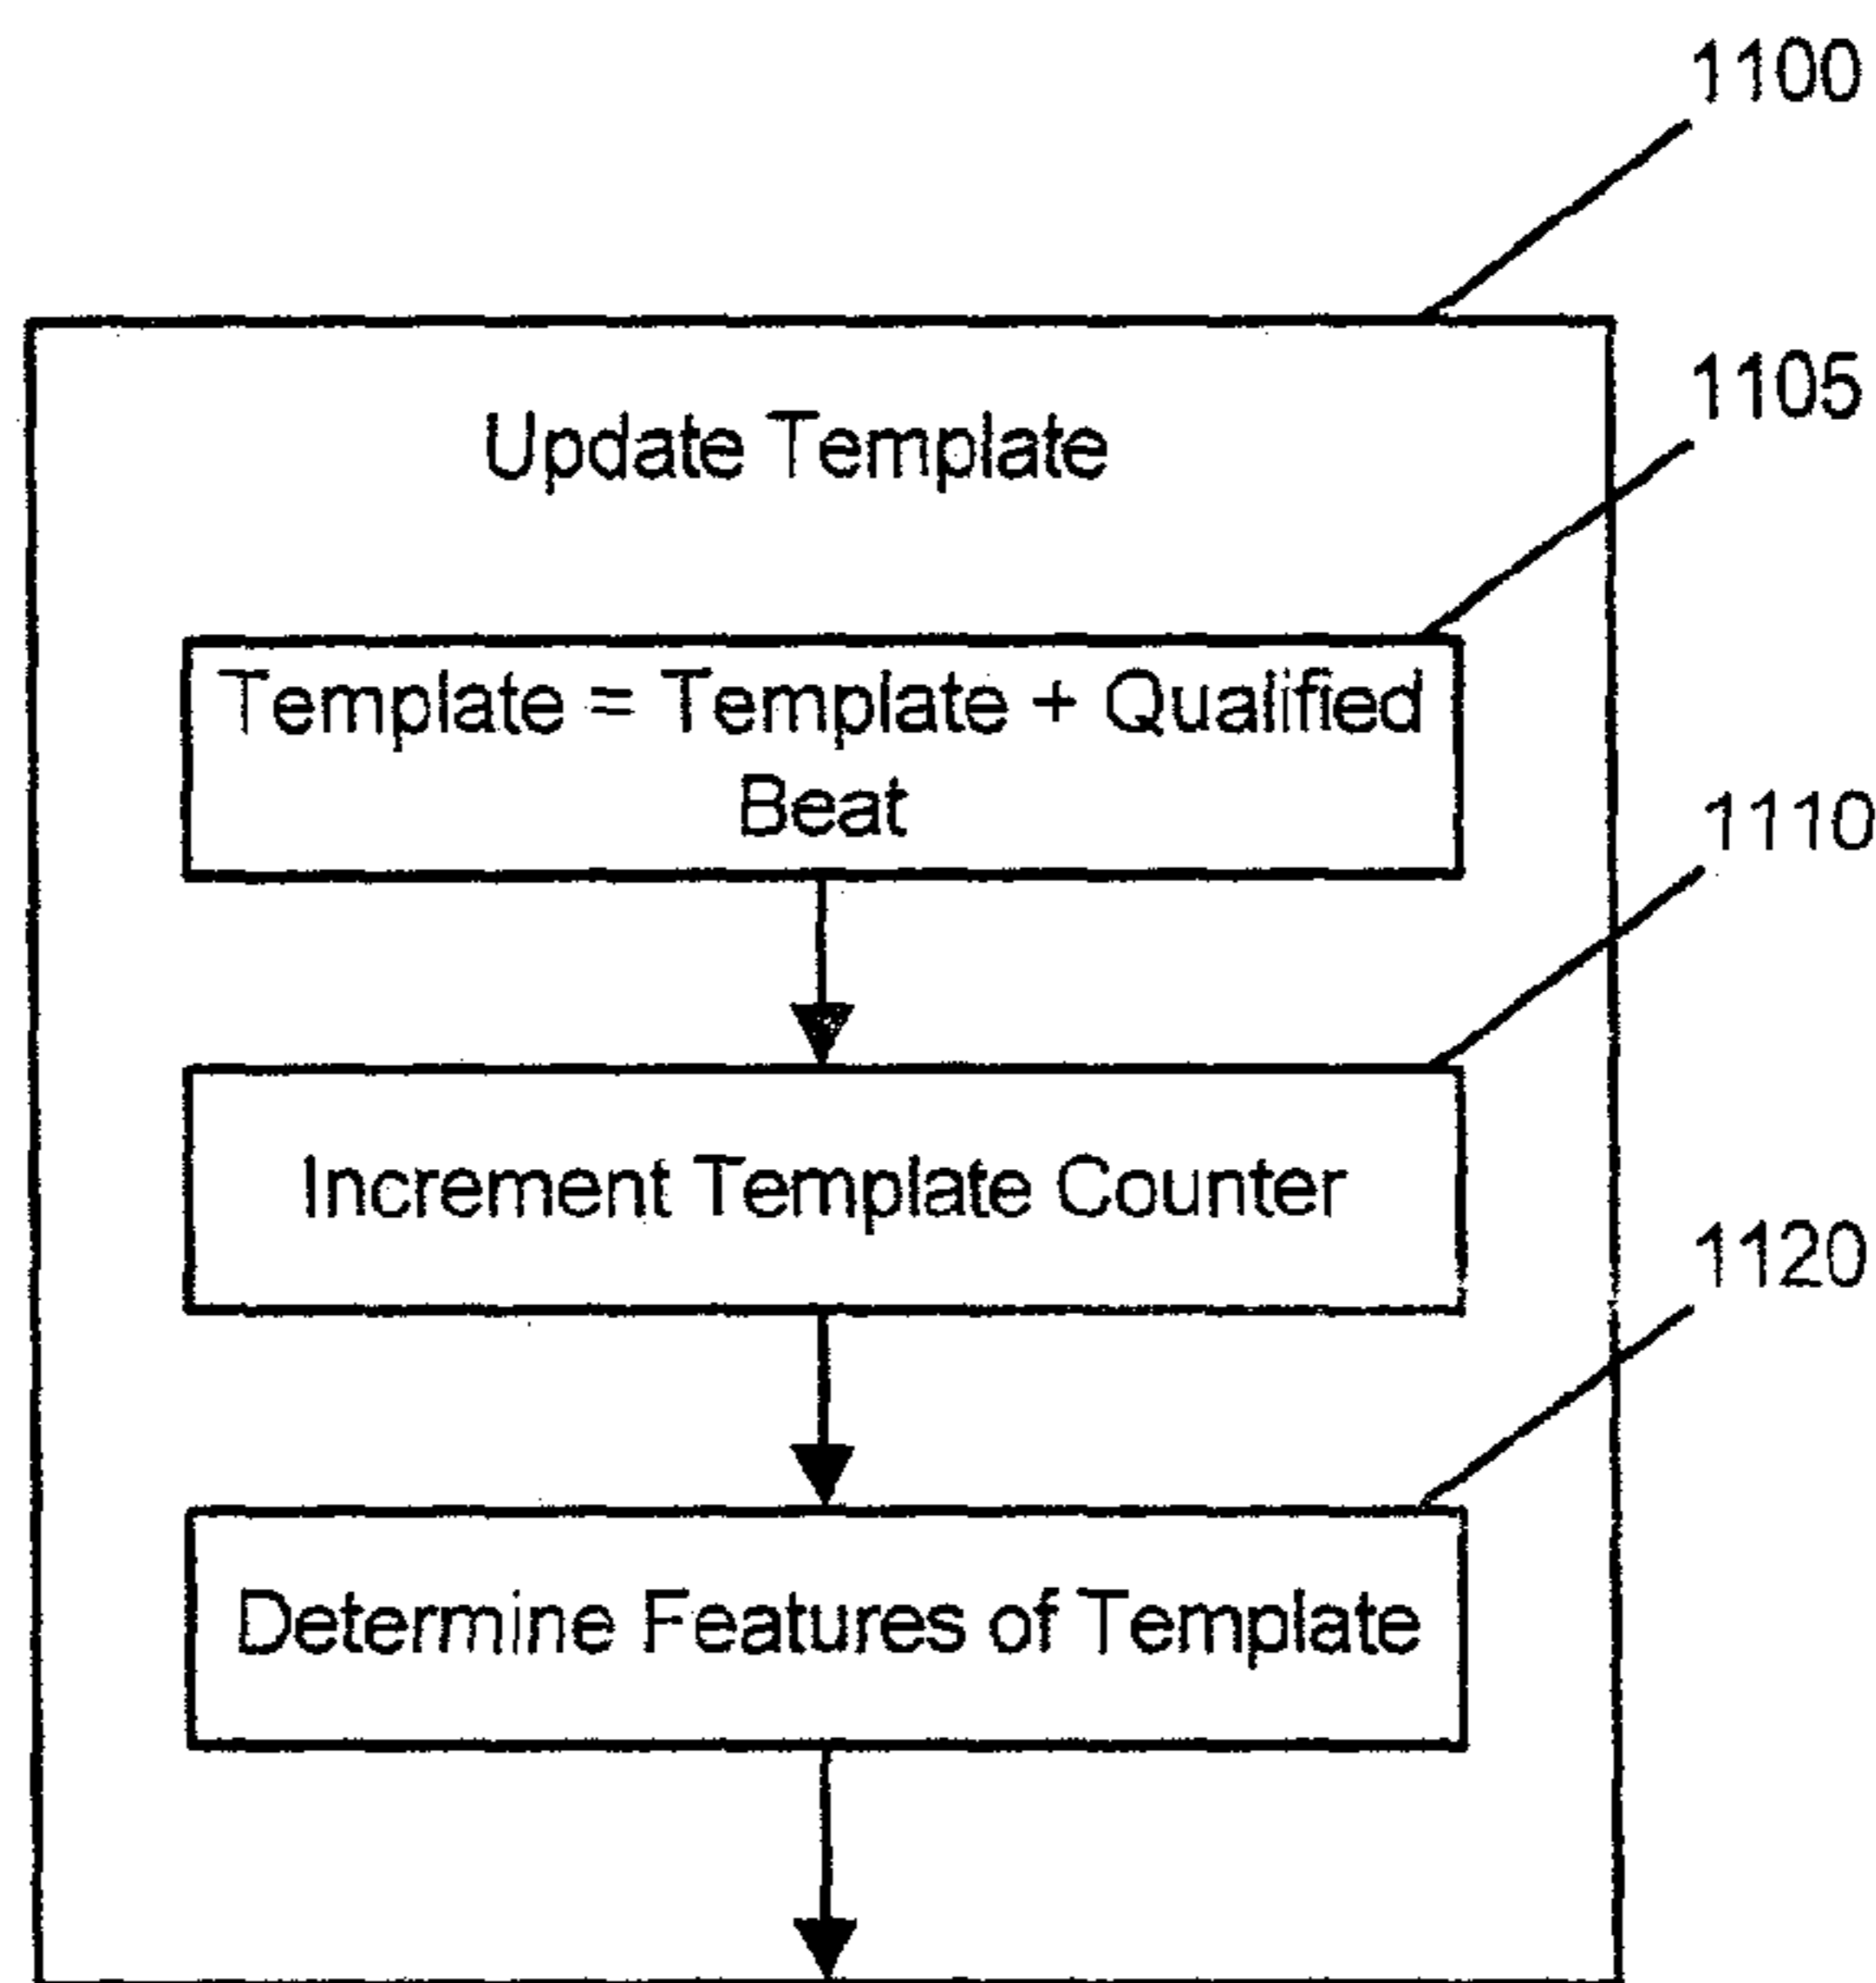 1100
1105
Update Template
Template = Template + Qualified
Beat
1110
Increment Template Counter
1120
Determine Features of Template